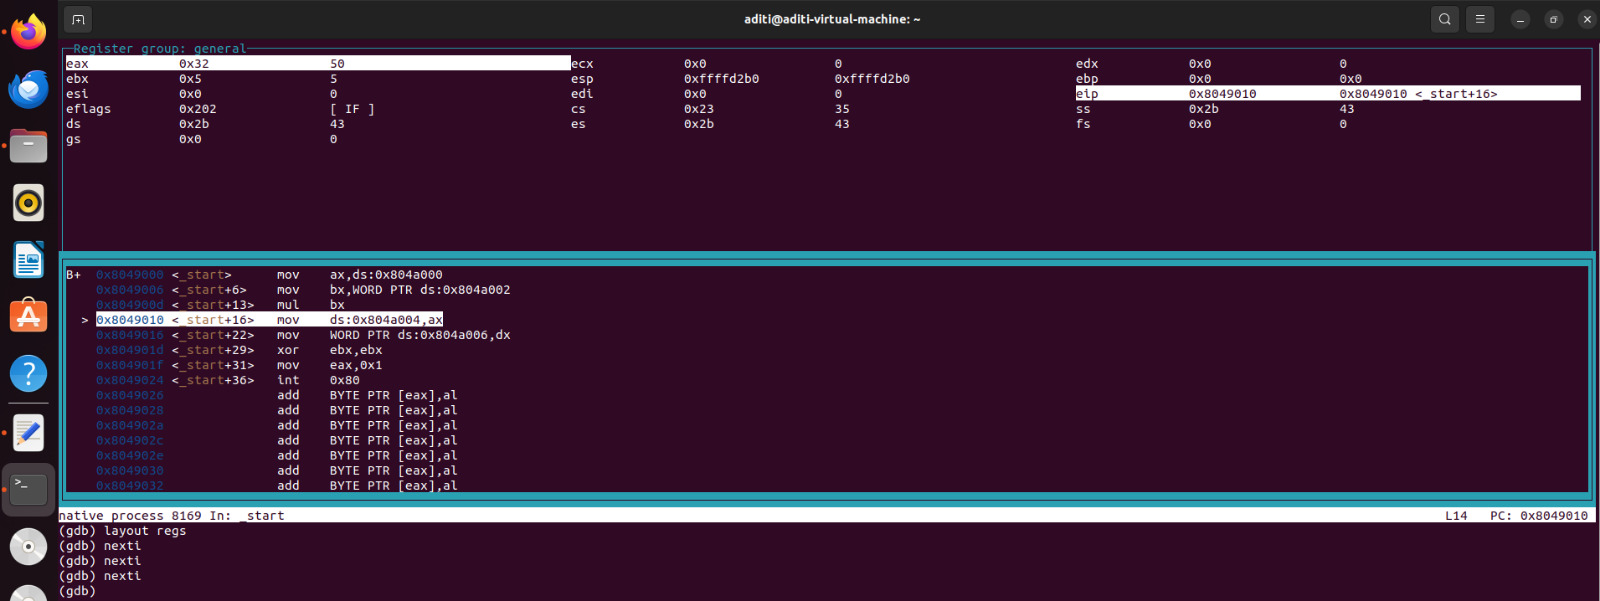 aditi@aditi-virtual-machine: ~
Register group: general
eax 0x32 50 ecx 0x0 0 edx 0x0 0
ebx 0x5 5 esp 0xffffd2b0 0xffffd2b0 ebp 0x0 0x0
esi 0x0 0 edi 0x0 0 eip 0x8049010 0x8049010 <_start+16>
eflags 0x202 [ IF ] cs 0x23 35 ss 0x2b 43
ds 0x2b 43 es 0x2b 43 fs 0x0 0
gs 0x0 0
B+ 0x8049000 <_start> mov ax,ds:0x804a000
0x8049006 <_start+6> mov bx,WORD PTR ds:0x804a002
0x804900d <_start+13> mul bx
> 0x8049010 <_start+16> mov ds:0x804a004,ax
0x8049016 <_start+22> mov WORD PTR ds:0x804a006,dx
0x804901d <_start+29> xor ebx,ebx
0x804901f <_start+31> mov eax,0x1
0x8049024 <_start+36> int 0x80
0x8049026 add BYTE PTR [eax],al
0x8049028 add BYTE PTR [eax],al
0x804902a add BYTE PTR [eax],al
0x804902c add BYTE PTR [eax],al
0x804902e add BYTE PTR [eax],al
0x8049030 add BYTE PTR [eax],al
0x8049032 add BYTE PTR [eax],al
native process 8169 In: _start L14 PC: 0x8049010
(gdb) layout regs
(gdb) nexti
(gdb) nexti
(gdb) nexti
(gdb)